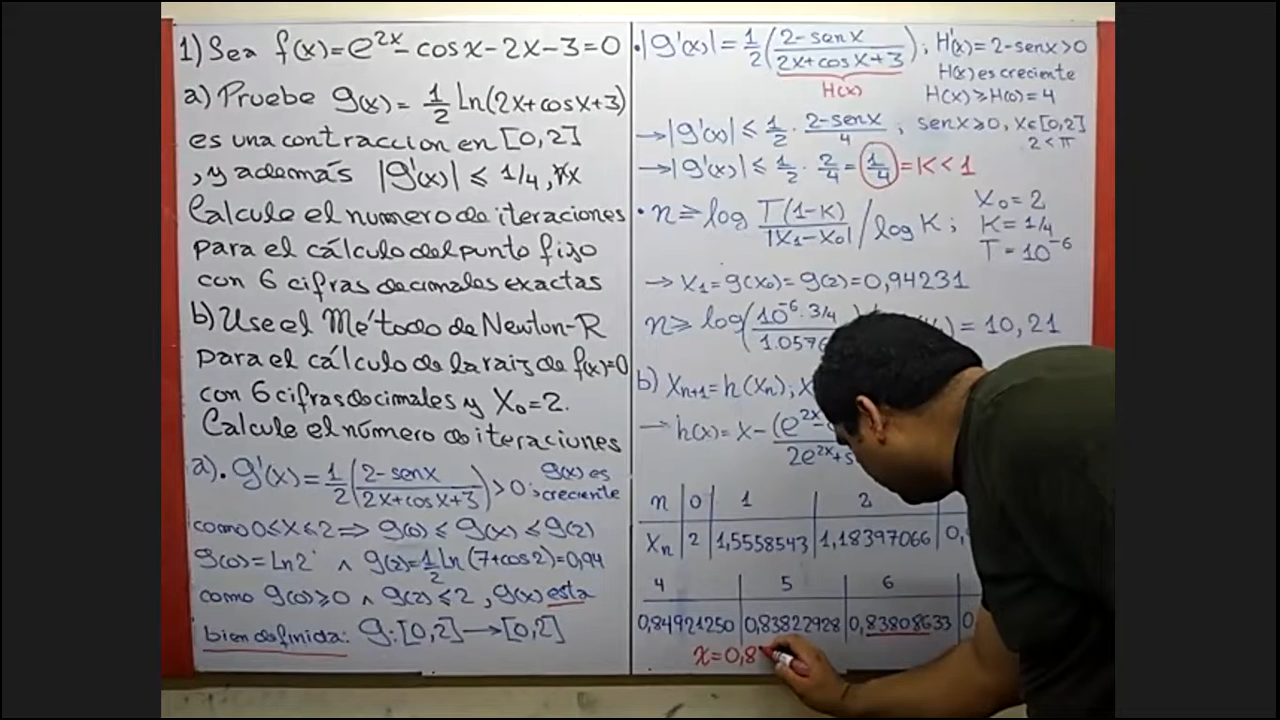 1) Sea f(x)=e^{2x}-cosx-2x-3=0
a) Pruebe g(x)= 1/2 Ln(2x+cosx+3)
es una contraccion en [0,2]
, y además |g'(x)| ≤ 1/4, ∀x
Calcule el numero de iteraciones
para el cálculo del punto fijo
con 6 cifras decimales exactas
b) Use el Método de Newton-R
para el cálculo de la raiz de f(x)=0
con 6 cifras decimales y X₀=2.
Calcule el número de iteraciones
a). g'(x)= 1/2 (2-senx / 2x+cosx+3) > 0 ; g(x) es creciente
como 0≤x≤2 ⇒ g(0) ≤ g(x) ≤ g(2)
g(0)=Ln2 ∧ g(2)=1/2 ln(7+cos2)=0,94
como g(0)≥0 ∧ g(2)≤2, g(x) esta
bien definida: g:[0,2]→[0,2]
• |g'(x)| = 1/2 (2-senx / 2x+cosx+3) ; H'(x)=2-senx>0
H(x)
H(x) es creciente
H(x) ≥ H(0) = 4
→ |g'(x)| ≤ 1/2 · 2-senx/4 ; senx≥0, x∈[0,2]
2<π
→ |g'(x)| ≤ 1/2 · 2/4 = 1/4 = K < 1
• n ≥ log T(1-K)/|X₁-X₀| / log K ; X₀=2
K=1/4
T=10^{-6}
→ X₁=g(X₀)=g(2)=0,94231
n ≥ log(10^{-6}·3/4 / 1.0576 = 10,21
b) X_{n+1}=h(X_n);
→ h(x)=x-(e^{2x} / 2e^{2x}+s
n | 0 | 1 | 2
X_n | 2 | 1,5558543 | 1,18397066 | 0,
4 | 5 | 6
0,84921250 | 0,83822928 | 0,83808633 | 0,
x=0,8